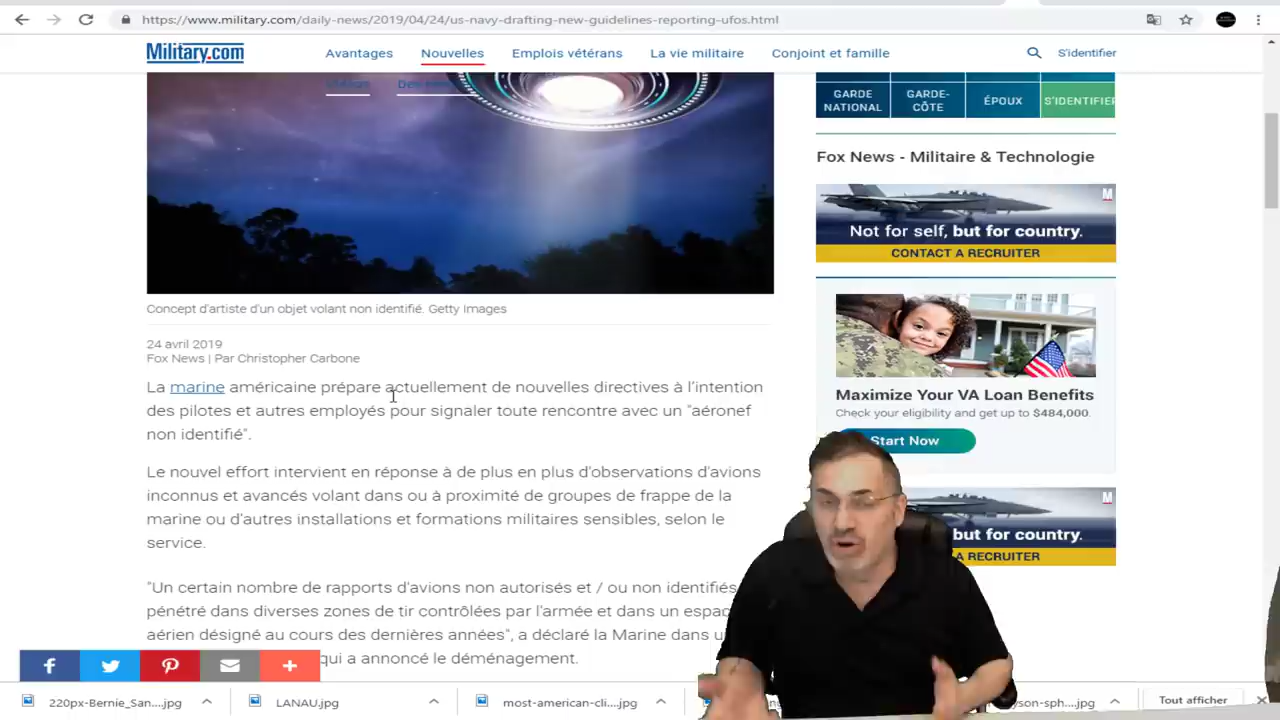 https://www.military.com/daily-news/2019/04/24/us-navy-drafting-new-guidelines-reporting-ufos.html
Military.com
Avantages
Nouvelles
Emplois vétérans
La vie militaire
Conjoint et famille
S'identifier
GARDE NATIONAL
GARDE-CÔTE
ÉPOUX
S'IDENTIFIER
Concept d'artiste d'un objet volant non identifié. Getty Images
24 avril 2019
Fox News | Par Christopher Carbone
La marine américaine prépare actuellement de nouvelles directives à l'intention
des pilotes et autres employés pour signaler toute rencontre avec un "aéronef
non identifié".
Le nouvel effort intervient en réponse à de plus en plus d'observations d'avions
inconnus et avancés volant dans ou à proximité de groupes de frappe de la
marine ou d'autres installations et formations militaires sensibles, selon le
service.
"Un certain nombre de rapports d'avions non autorisés et / ou non identifiés
pénétré dans diverses zones de tir contrôlées par l'armée et dans un
aérien désigné au cours des dernières années", a déclaré la Marine dans
qui a annoncé le déménagement.
Fox News - Militaire & Technologie
M
Not for self, but for country.
CONTACT A RECRUITER
Maximize Your VA Loan Benefits
Check your eligibility and get up to $484,000.
Start Now
M
but for country.
A RECRUITER
220px-Bernie_San....jpg
LANAU.jpg
most-american-cli....jpg
yson-sph....jpg
Tout afficher